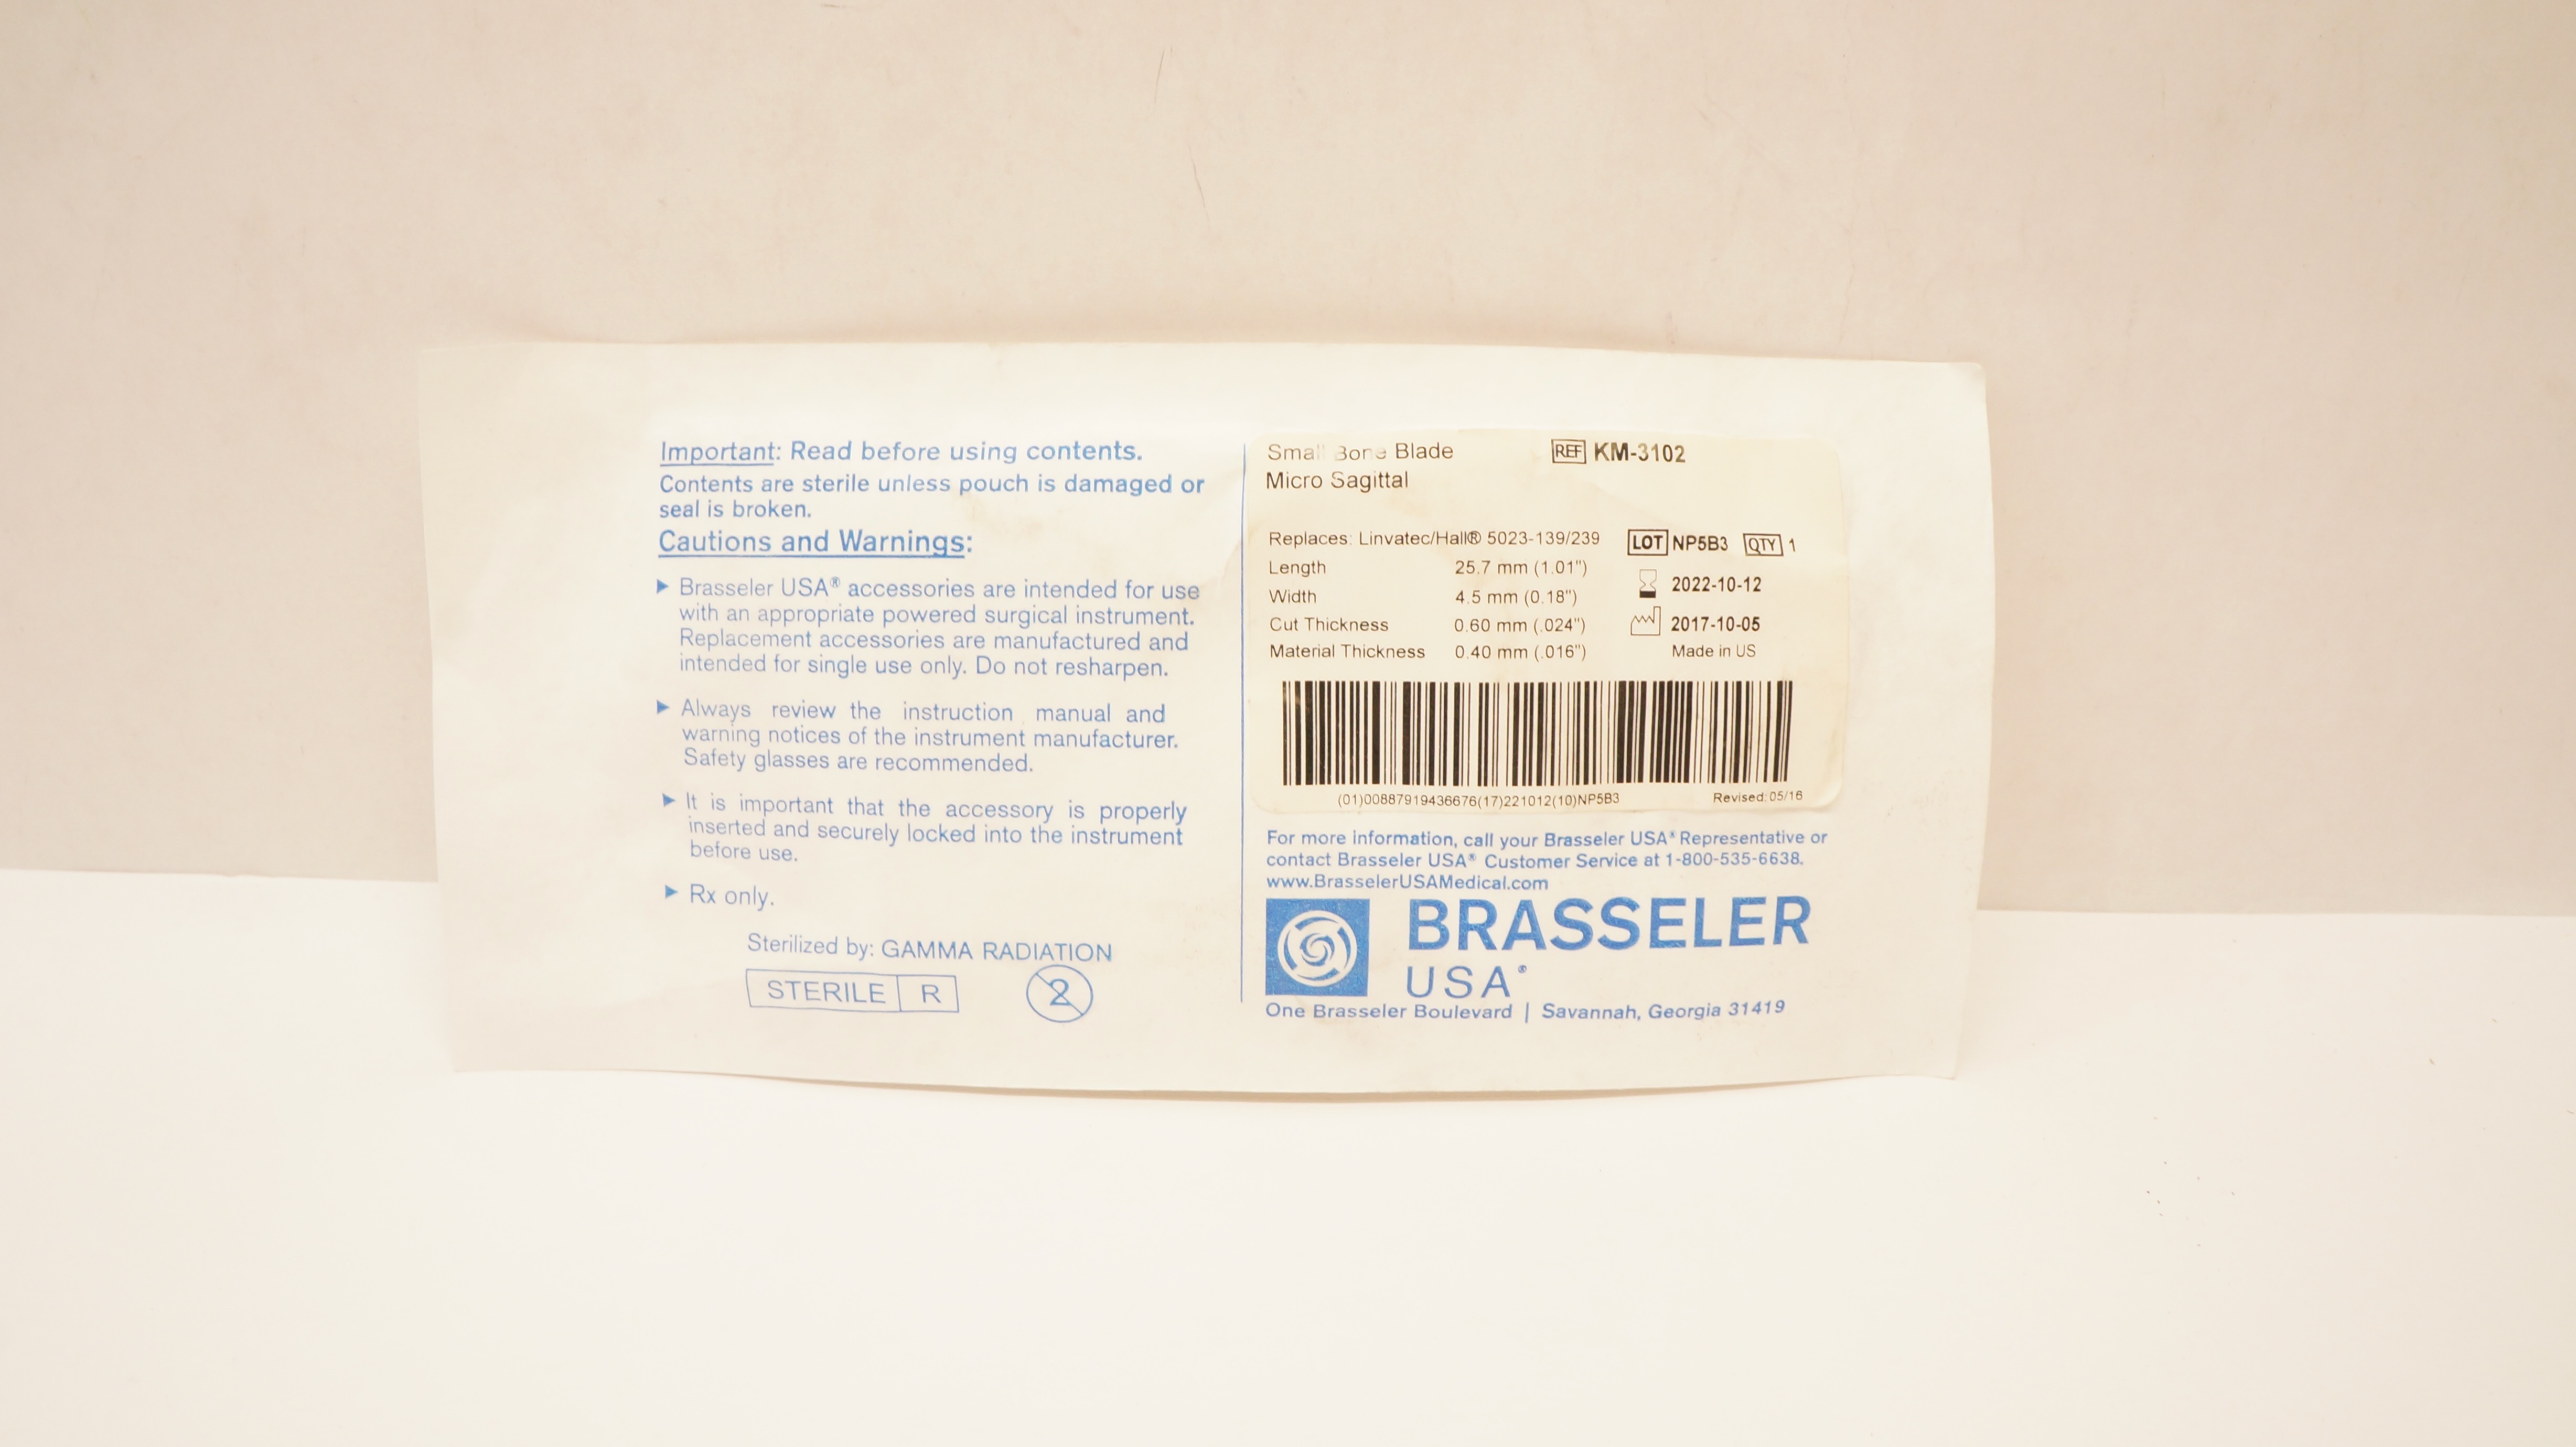 Important: Read before using contents.
Contents are sterile unless pouch is damaged or
seal is broken.
Cautions and Warnings:
▶ Brasseler USA® accessories are intended for use
with an appropriate powered surgical instrument.
Replacement accessories are manufactured and
intended for single use only. Do not resharpen.
▶ Always review the instruction manual and
warning notices of the instrument manufacturer.
Safety glasses are recommended.
▶ It is important that the accessory is properly
inserted and securely locked into the instrument
before use.
▶ Rx only.
Sterilized by: GAMMA RADIATION
STERILE R
2
Small Bone Blade
REF KM-3102
Micro Sagittal
Replaces: Linvatec/Hall® 5023-139/239
Length 25.7 mm (1.01")
Width 4.5 mm (0.18")
Cut Thickness 0.60 mm (.024")
Material Thickness 0.40 mm (.016")
LOT NP5B3 QTY 1
2022-10-12
2017-10-05
Made in US
(01)00887919436676(17)221012(10)NP5B3
Revised:05/16
For more information, call your Brasseler USA® Representative or
contact Brasseler USA® Customer Service at 1-800-535-6638.
www.BrasselerUSAMedical.com
BRASSELER
USA®
One Brasseler Boulevard | Savannah, Georgia 31419